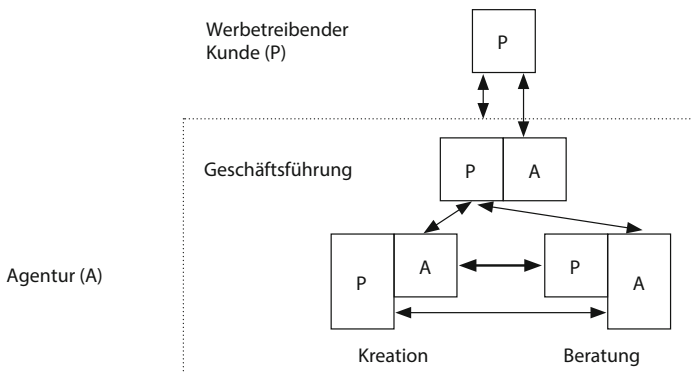 Werbetreibender
Kunde (P)
P
Geschäftsführung
P A
Agentur (A)
P A P A
Kreation Beratung